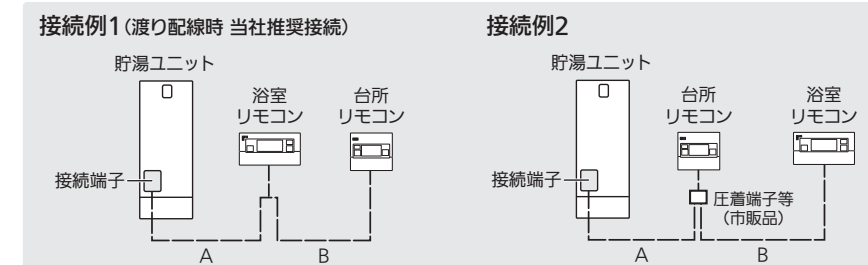 接続例1(渡り配線時 当社推奨接続)
貯湯ユニット
浴室
リモコン
台所
リモコン
接続端子
A
B
接続例2
貯湯ユニット
台所
リモコン
浴室
リモコン
接続端子
圧着端子等
(市販品)
A
B